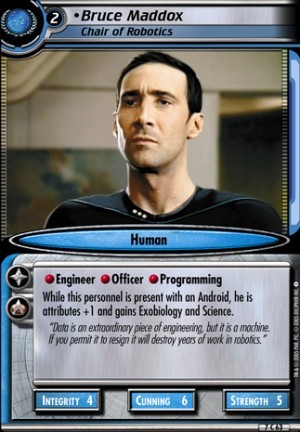 2 •Bruce Maddox
Chair of Robotics
Human
Engineer Officer Programming
While this personnel is present with an Android, he is
attributes +1 and gains Exobiology and Science.
"Data is an extraordinary piece of engineering, but it is a machine.
If you permit it to resign it will destroy years of work in robotics."
INTEGRITY 4 CUNNING 6 STRENGTH 5
7 C 65